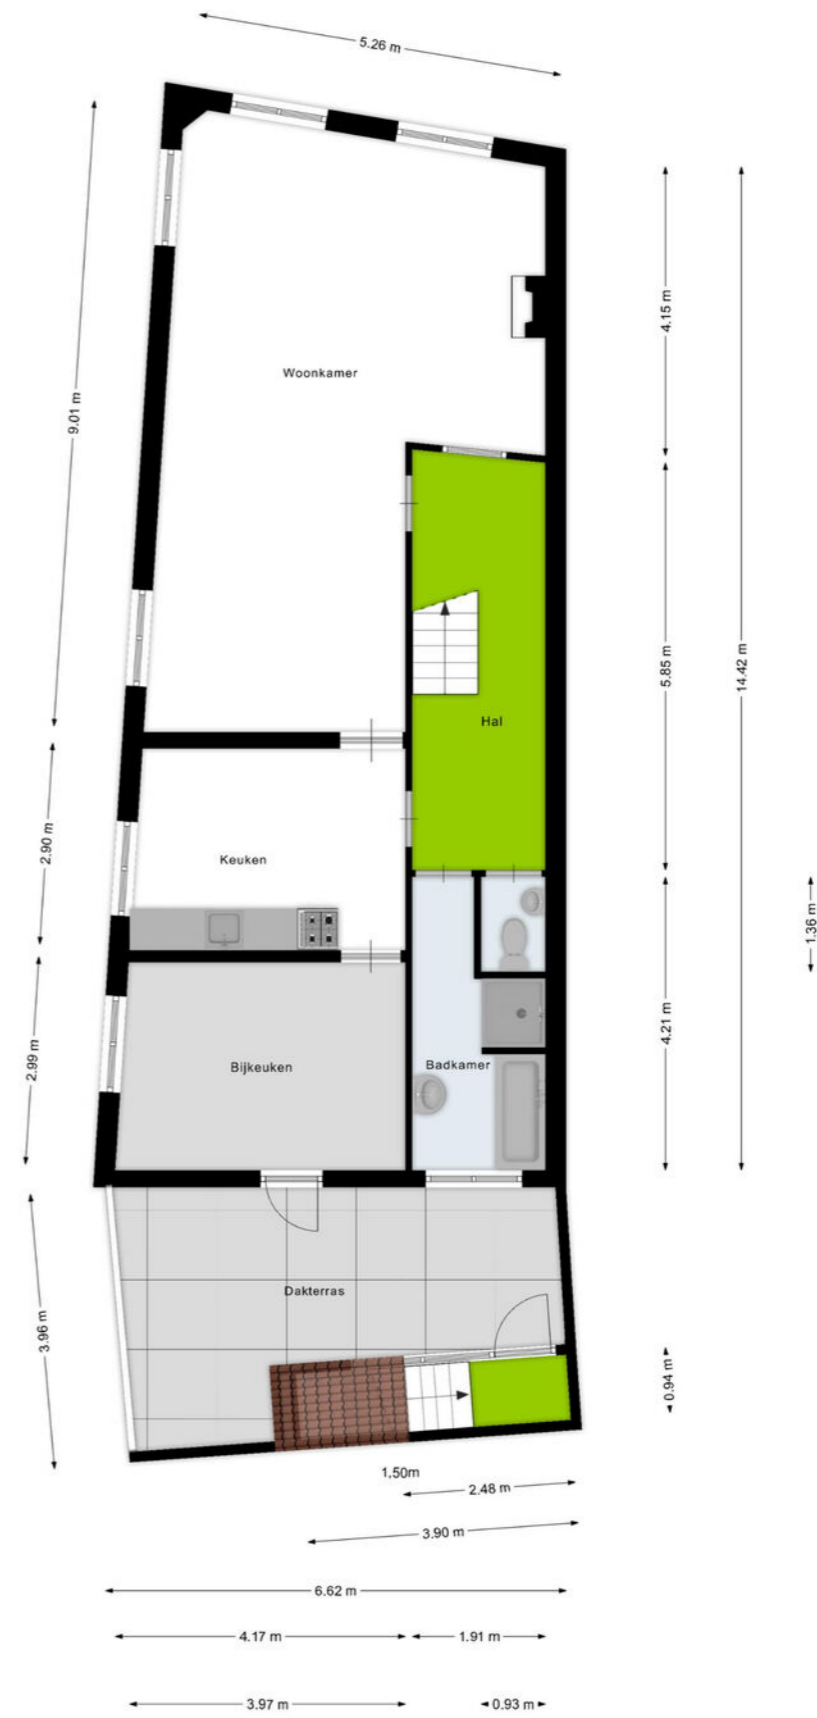 5.26 m
9.01 m
4.15 m
Woonkamer
5.85 m
14.42 m
Hal
2.90 m
Keuken
1.36 m
2.99 m
4.21 m
Bijkeuken
Badkamer
3.96 m
Dakterras
0.94 m
1,50m
2.48 m
3.90 m
6.62 m
4.17 m
1.91 m
3.97 m
0.93 m